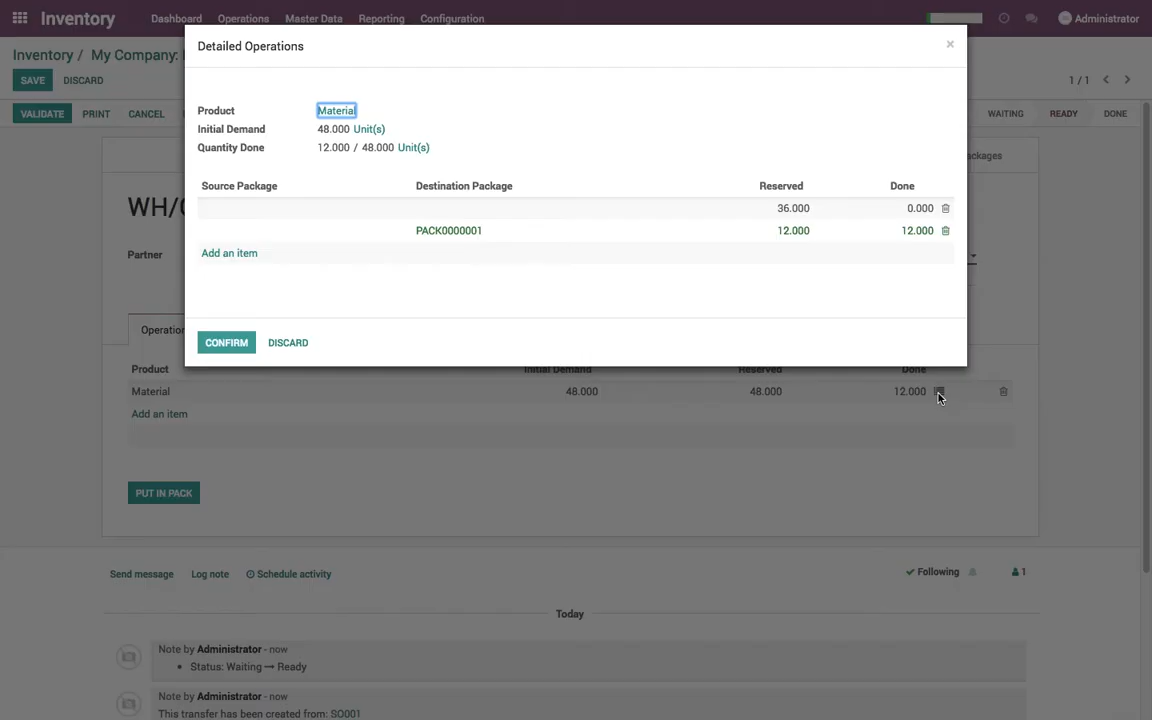 Inventory Dashboard Operations Master Data Reporting Configuration Administrator
Inventory / My Company:
SAVE DISCARD 1 / 1
VALIDATE PRINT CANCEL WAITING READY DONE
Detailed Operations ×
Product Material
Initial Demand 48.000 Unit(s)
Quantity Done 12.000 / 48.000 Unit(s)
Source Package Destination Package Reserved Done
36.000 0.000
PACK0000001 12.000 12.000
Add an item
CONFIRM DISCARD
WH/
Partner
Product Initial Demand Reserved Done
Material 48.000 48.000 12.000
Add an item
PUT IN PACK
Send message Log note Schedule activity Following 1
Today
Note by Administrator - now
• Status: Waiting → Ready
Note by Administrator - now
This transfer has been created from: SO001